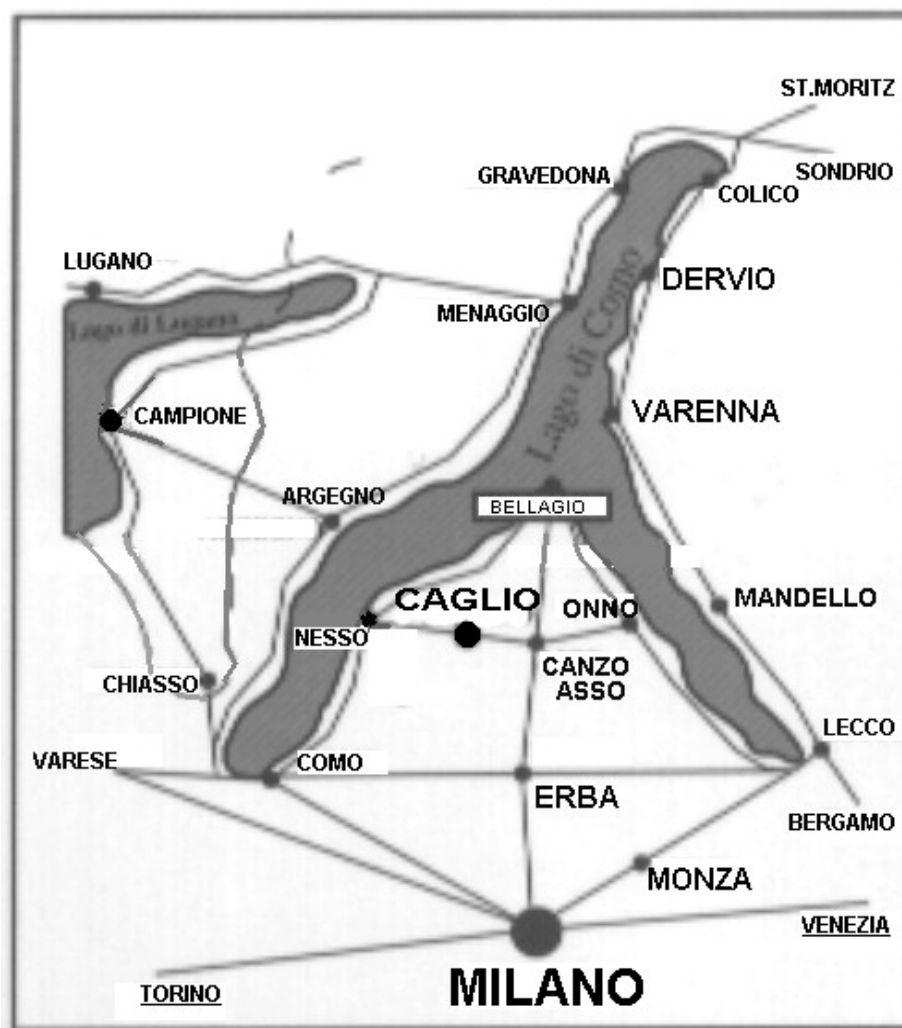 ST.MORITZ
GRAVEDONA
SONDRIO
COLICO
LUGANO
DERVIO
MENAGGIO
Lago di Lugano
Lago di Como
CAMPIONE
VARENNA
ARGEGNO
BELLAGIO
CAGLIO
ONNO
MANDELLO
NESSO
CANZO
ASSO
CHIASSO
LECCO
VARESE
COMO
ERBA
BERGAMO
MONZA
VENEZIA
MILANO
TORINO